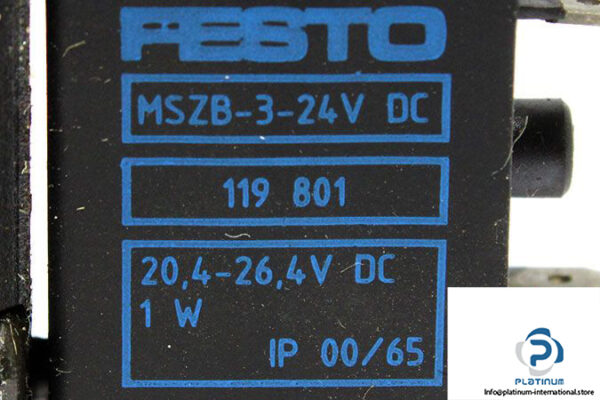 FESTO
MSZB-3-24V DC
119 801
20,4-26,4V DC
1 W
IP 00/65
PLATINUM
Info@platinum-international.store